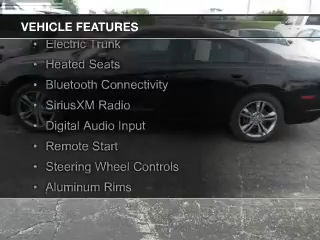 VEHICLE FEATURES
• Electric Trunk
• Heated Seats
• Bluetooth Connectivity
• SiriusXM Radio
• Digital Audio Input
• Remote Start
• Steering Wheel Controls
• Aluminum Rims